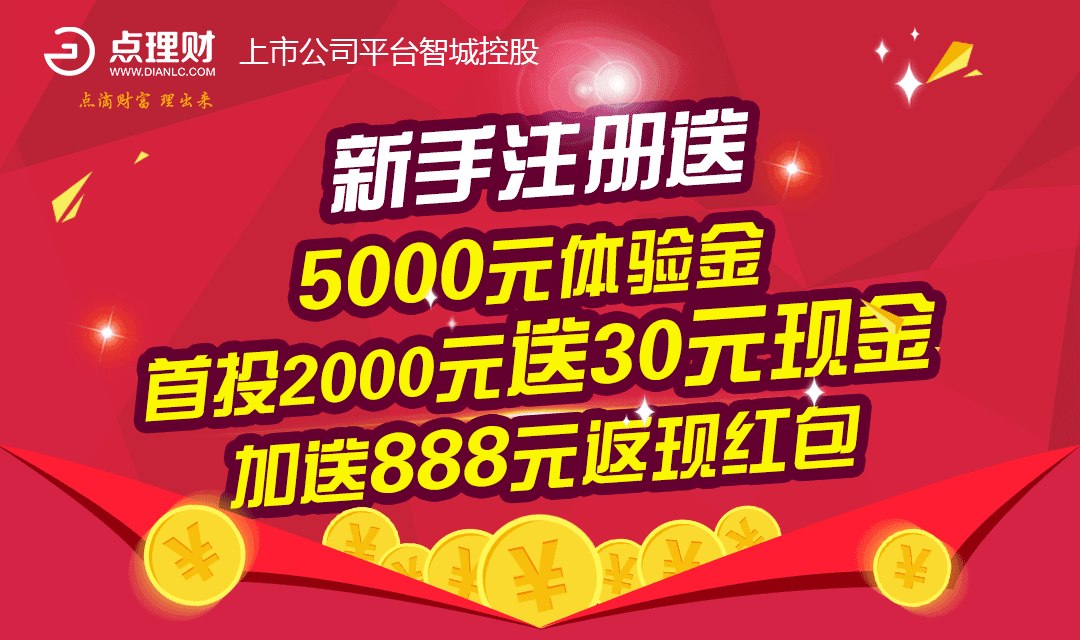 点理财
WWW.DIANLC.COM
点滴财富 理出来
上市公司平台智城控股
新手注册送
5000元体验金
首投2000元送30元现金
加送888元返现红包